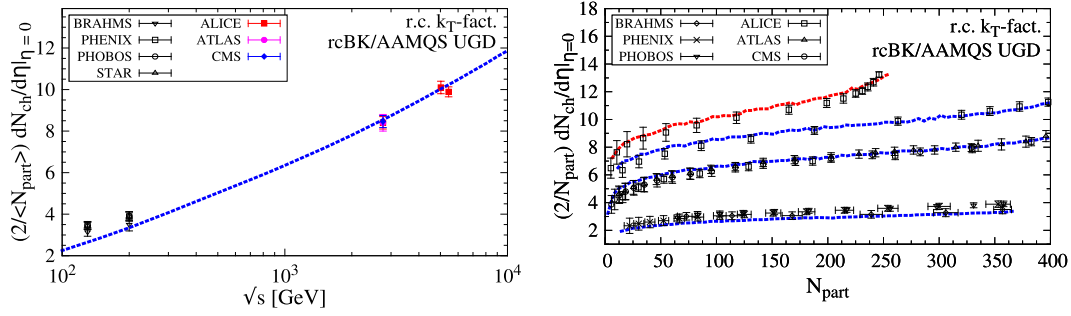 (2/<N_part>) dN_ch/dη|_η = 0
12
10
8
6
4
2
BRAHMS
PHENIX
PHOBOS
STAR
ALICE
ATLAS
CMS
r.c. k_T-fact.
rcBK/AAMQS UGD
10^2
10^3
10^4
√s [GeV]
(2/N_part) dN_ch/dη|_η=0
18
16
14
12
10
8
6
4
2
BRAHMS
PHENIX
PHOBOS
ALICE
ATLAS
CMS
r.c. k_T-fact.
rcBK/AAMQS UGD
0 50 100 150 200 250 300 350 400
N_part